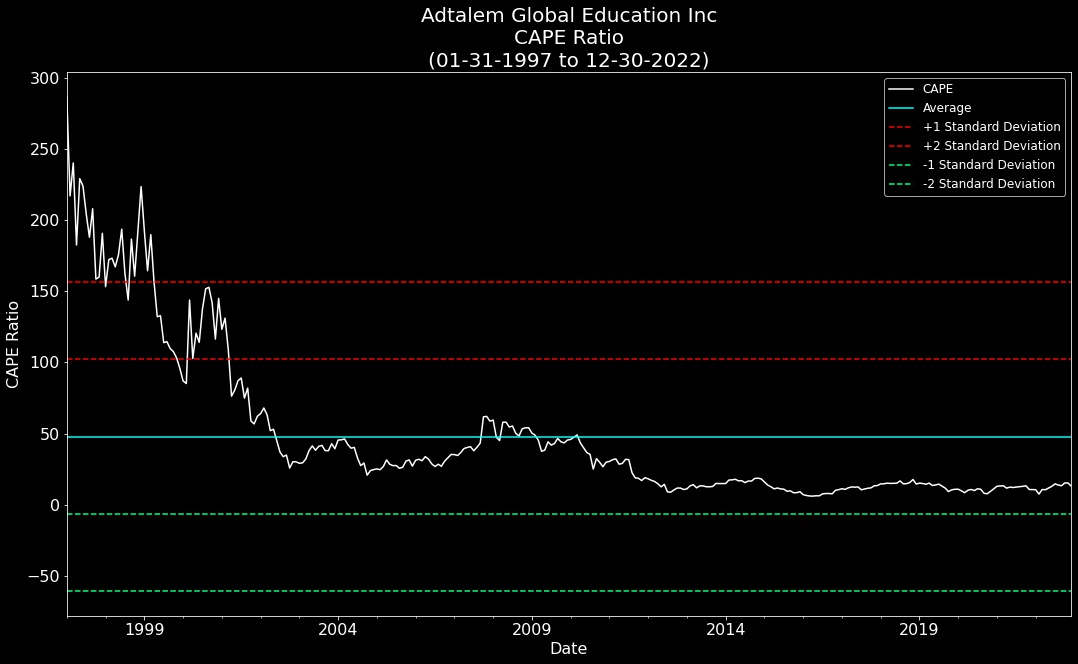 Adtalem Global Education Inc
CAPE Ratio
(01-31-1997 to 12-30-2022)
CAPE
Average
+1 Standard Deviation
+2 Standard Deviation
-1 Standard Deviation
-2 Standard Deviation
CAPE Ratio
300
250
200
150
100
50
0
−50
1999
2004
2009
2014
2019
Date